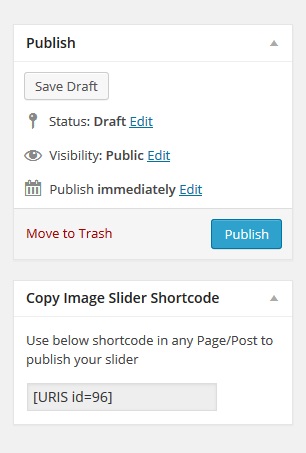 Publish
Save Draft
Status: Draft Edit
Visibility: Public Edit
Publish immediately Edit
Move to Trash Publish
Copy Image Slider Shortcode
Use below shortcode in any Page/Post to
publish your slider
[URIS id=96]